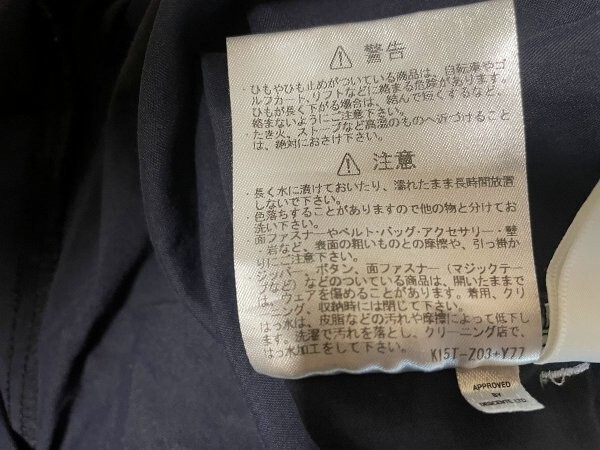 ⚠ 警告
・ひもやひも止めがついている商品は、自転車やゴ
ルフカート、リフトなどに絡まる危険があります。
ひもが長く下がる場合は、結んで短くするなど、
絡まないようにご注意下さい。
・たき火、ストーブなど高温のものへ近づけること
は、絶対におさけ下さい。
⚠ 注意
・長く水に漬けておいたり、濡れたまま長時間放置
しないで下さい。
・色落ちすることがありますので他の物と分けてお
洗い下さい。
・面ファスナーやベルト・バッグ・アクセサリー・壁
・岩など、表面の粗いものとの摩擦や、引っ掛か
りにご注意下さい。
・ジッパー、ボタン、面ファスナー（マジックテー
プ）などのついている商品は、開いたままで
は、ウェアを傷めることがあります。着用、クリ
ーニング、収納時には閉じて下さい。
・はっ水は、皮脂などの汚れや摩擦によって低下し
ます。洗濯で汚れを落とし、クリーニング店で、
はっ水加工をして下さい。
K15T-Z03+Y77
APPROVED
BY
DESCENTE LTD.